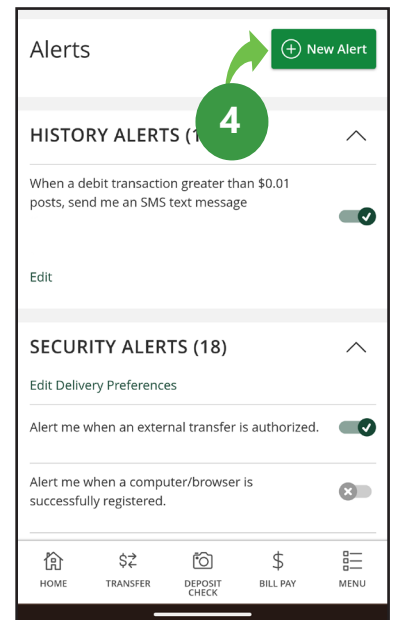 Alerts
New Alert
4
HISTORY ALERTS (1
When a debit transaction greater than $0.01
posts, send me an SMS text message
Edit
SECURITY ALERTS (18)
Edit Delivery Preferences
Alert me when an external transfer is authorized.
Alert me when a computer/browser is
successfully registered.
HOME
TRANSFER
DEPOSIT
CHECK
BILL PAY
MENU